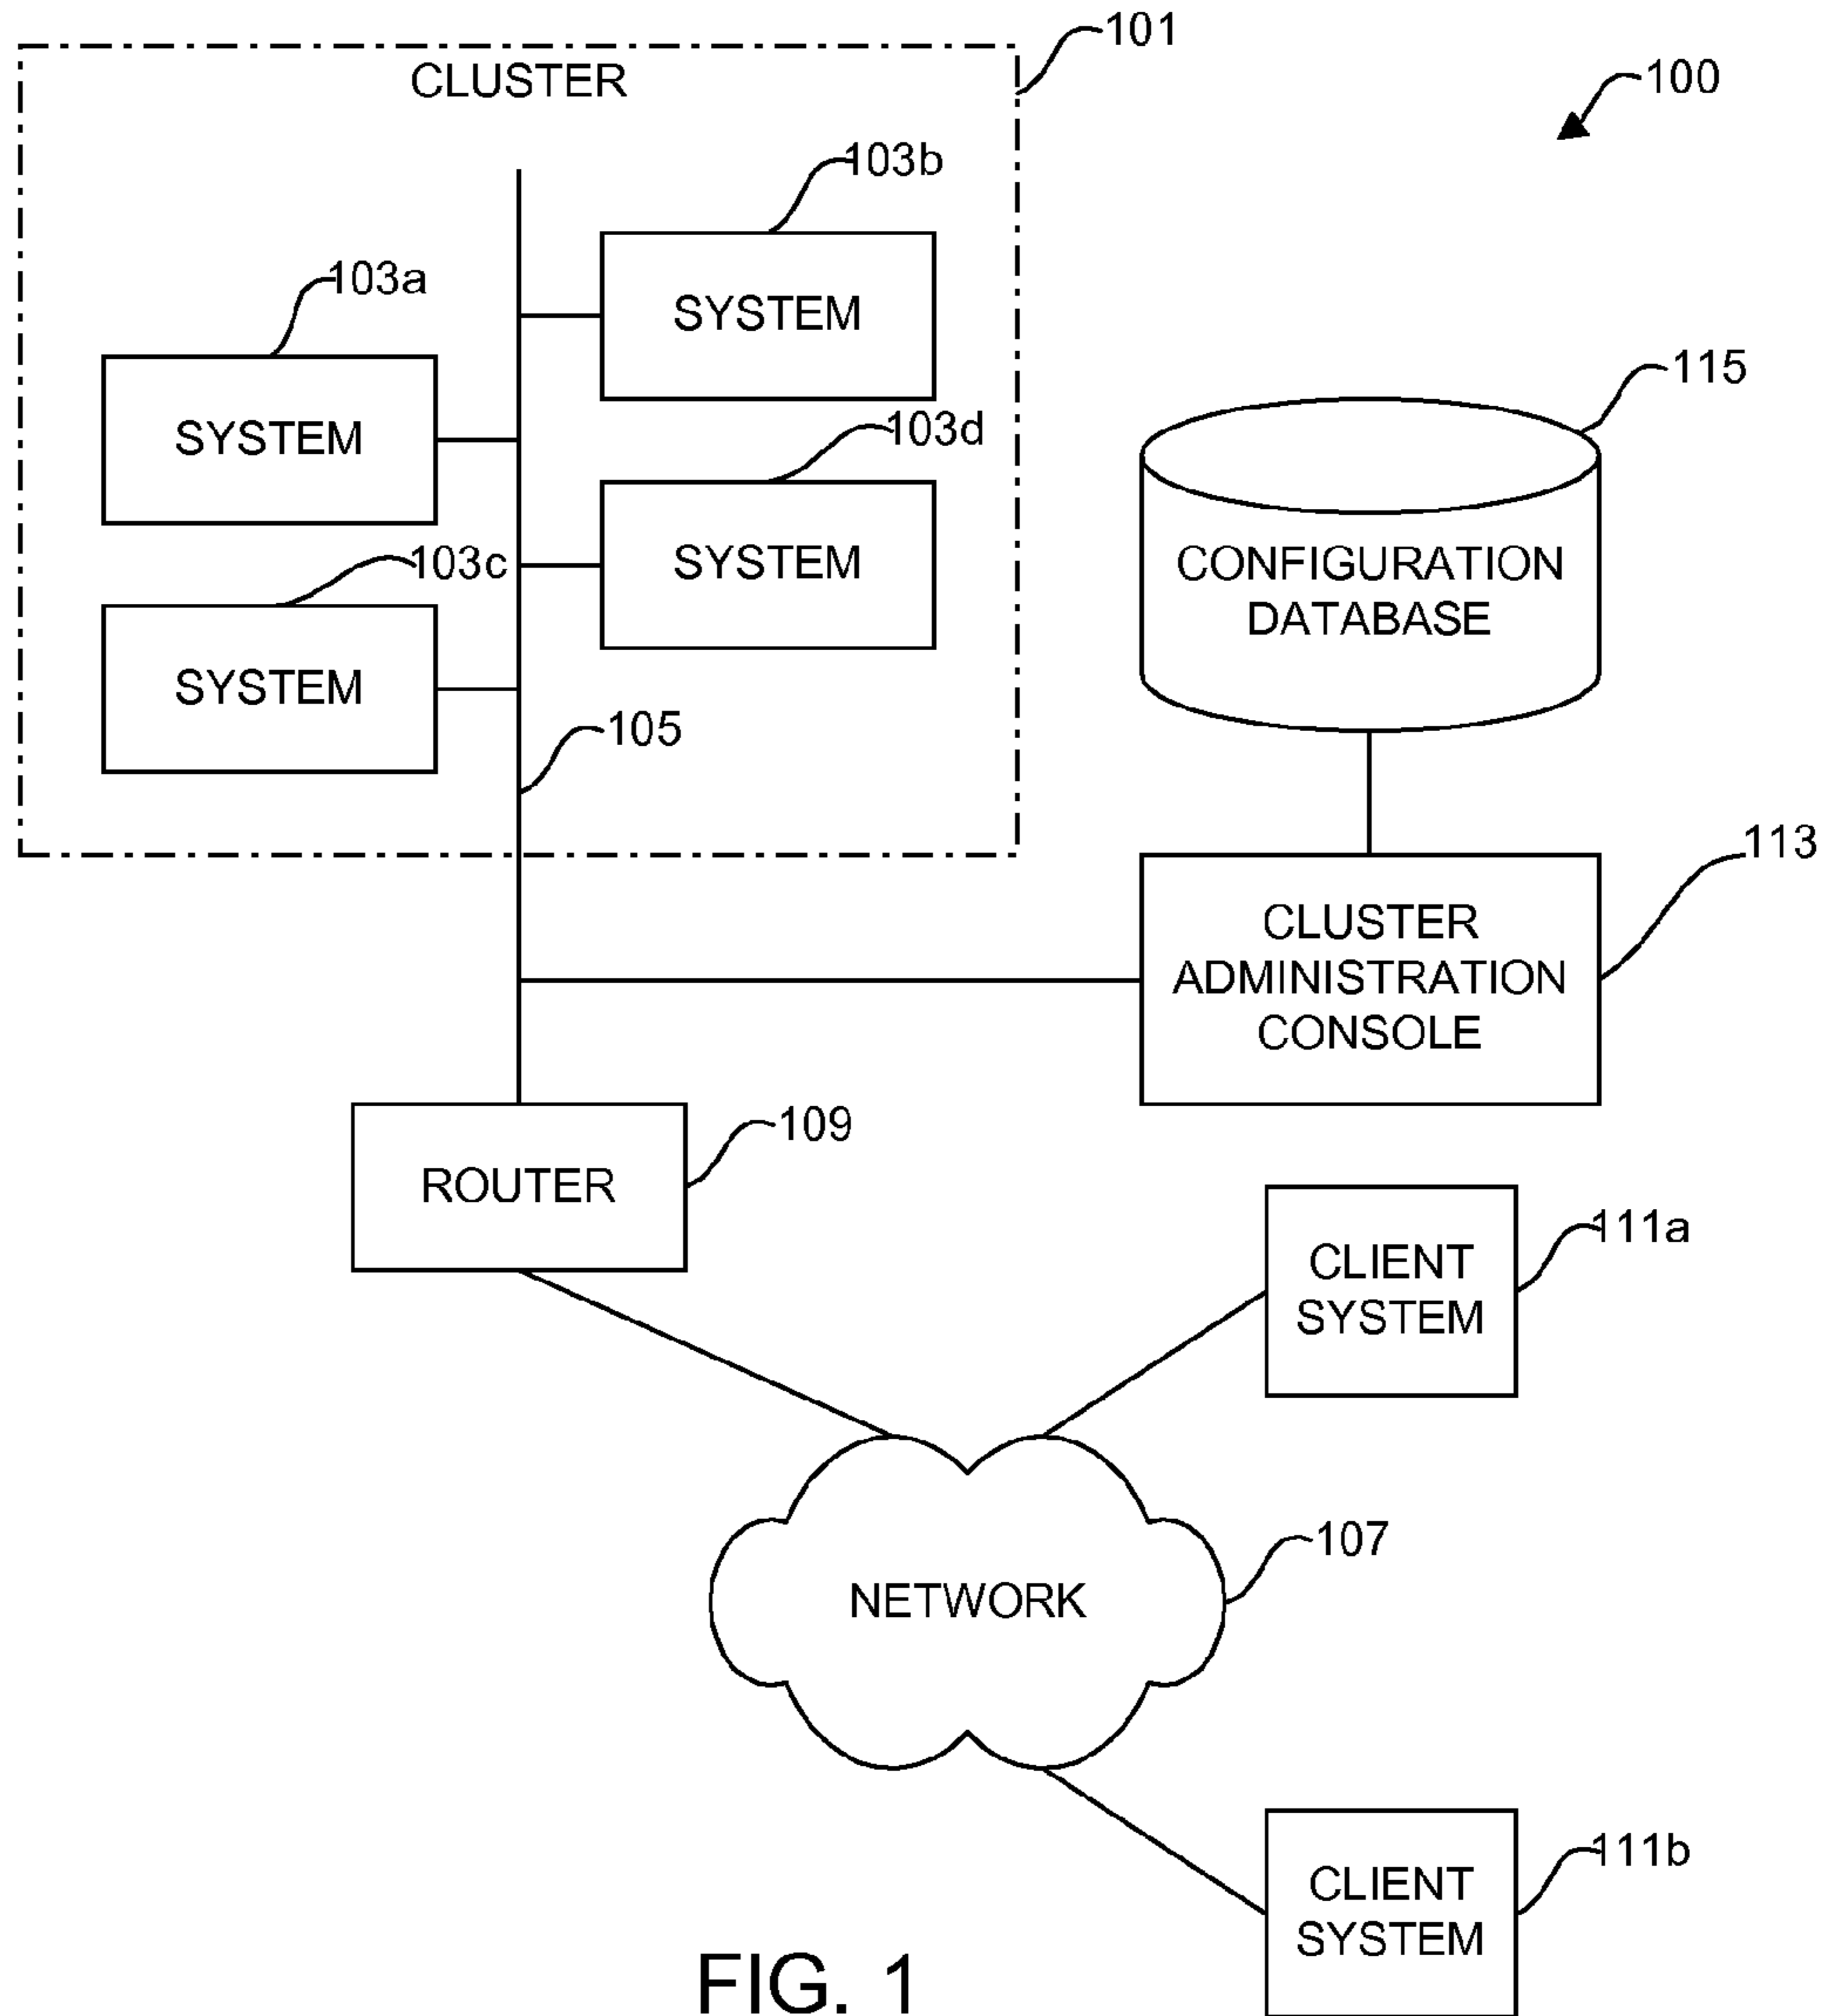 101
CLUSTER
100
103b
SYSTEM
103a
SYSTEM
115
103d
SYSTEM
103c
SYSTEM
CONFIGURATION
DATABASE
105
113
CLUSTER
ADMINISTRATION
CONSOLE
109
ROUTER
111a
CLIENT
SYSTEM
107
NETWORK
111b
CLIENT
SYSTEM
FIG. 1